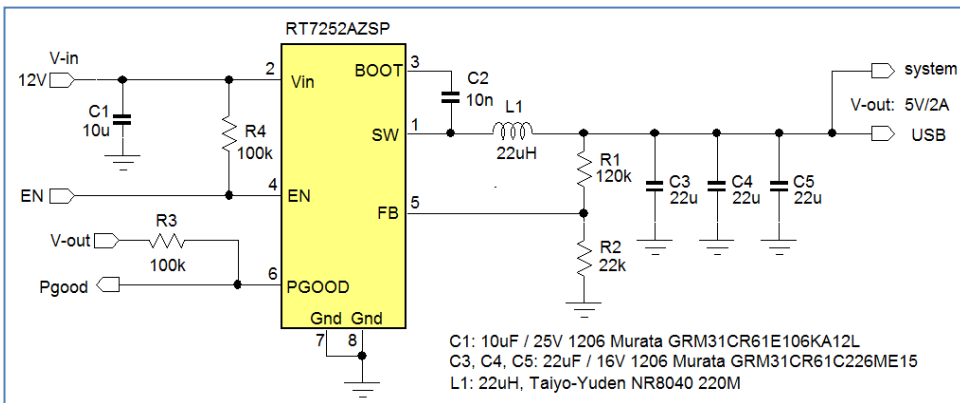 RT7252AZSP
V-in
12V
2
Vin
BOOT
3
C1
10u
R4
100k
C2
10n
L1
22uH
SW
1
system
V-out: 5V/2A
USB
R1
120k
C3
22u
C4
22u
C5
22u
EN
4
EN
FB
5
V-out
R3
100k
R2
22k
Pgood
6
PGOOD
Gnd Gnd
7 8
C1: 10uF / 25V 1206 Murata GRM31CR61E106KA12L
C3, C4, C5: 22uF / 16V 1206 Murata GRM31CR61C226ME15
L1: 22uH, Taiyo-Yuden NR8040 220M